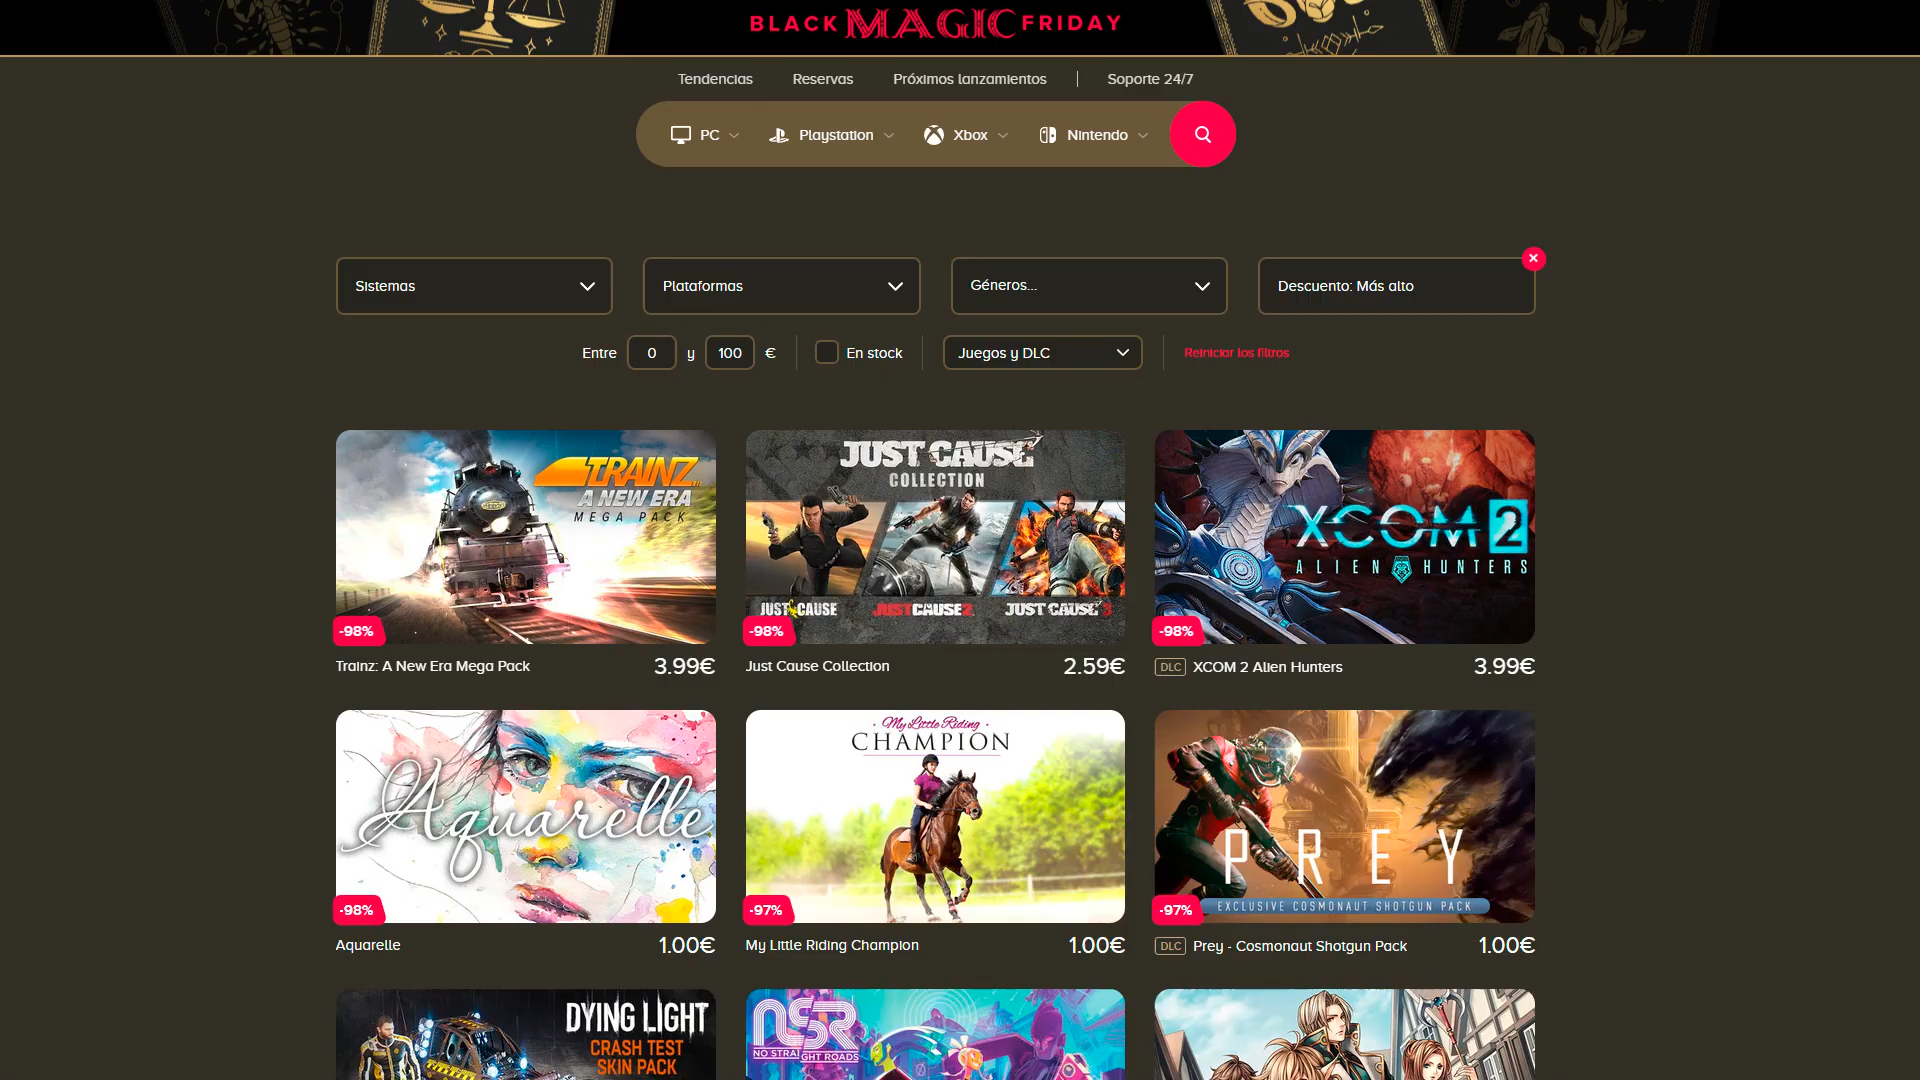 BLACK MAGIC FRIDAY
Tendencias Reservas Próximos lanzamientos Soporte 24/7
PC Playstation Xbox Nintendo
Sistemas Plataformas Géneros... Descuento: Más alto
Entre 0 y 100 € En stock Juegos y DLC Reiniciar los filtros
TRAINZ
A NEW ERA
MEGA PACK
-98%
Trainz: A New Era Mega Pack 3.99€
JUST CAUSE
COLLECTION
JUST CAUSE JUST CAUSE 2 JUST CAUSE 3
-98%
Just Cause Collection 2.59€
XCOM 2
ALIEN HUNTERS
-98%
DLC XCOM 2 Alien Hunters 3.99€
Aquarelle
-98%
Aquarelle 1.00€
My Little Riding
CHAMPION
-97%
My Little Riding Champion 1.00€
PREY
EXCLUSIVE COSMONAUT SHOTGUN PACK
-97%
DLC Prey - Cosmonaut Shotgun Pack 1.00€
DYING LIGHT
CRASH TEST
SKIN PACK
NSR
NO STRAIGHT ROADS